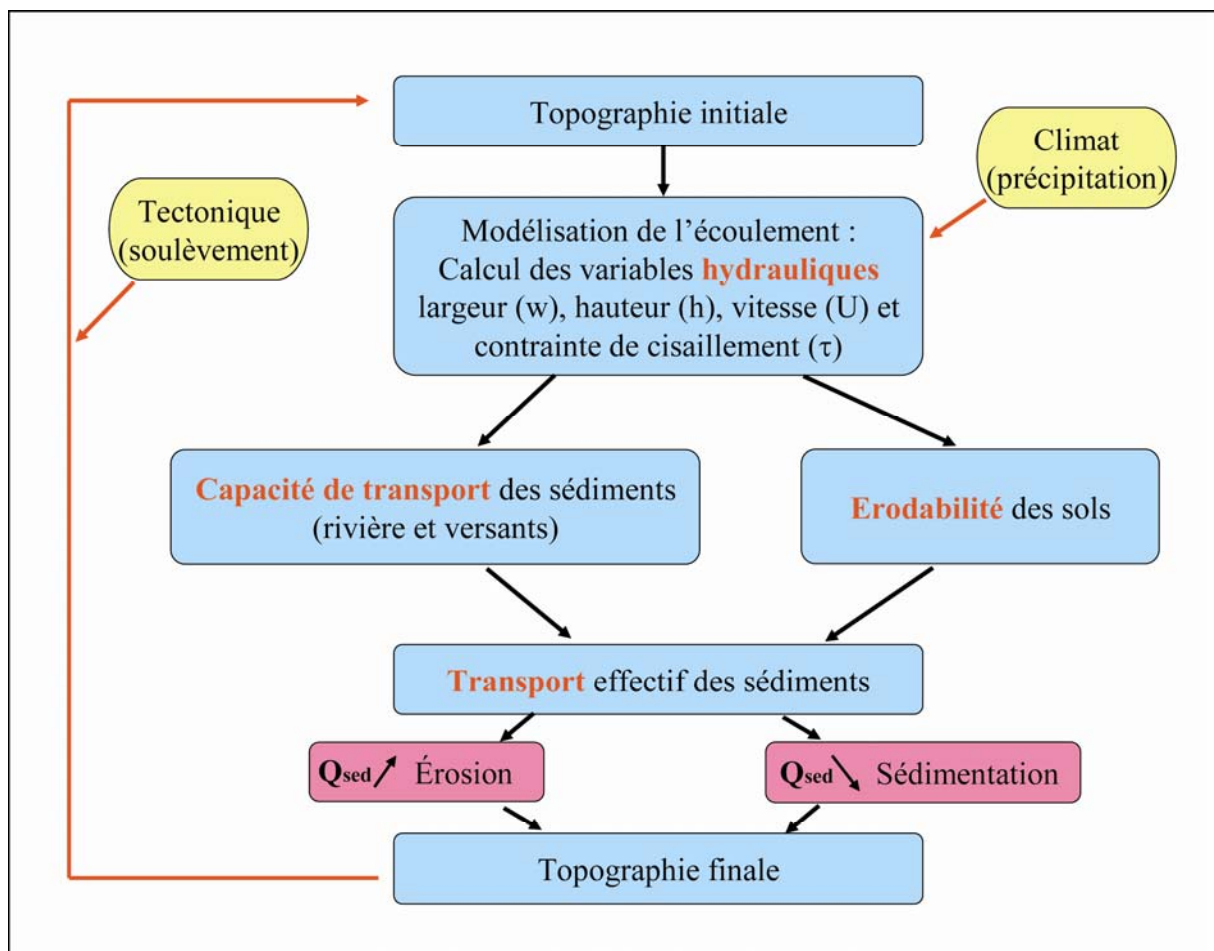 Topographie initiale
Climat
(précipitation)
Tectonique
(soulèvement)
Modélisation de l’écoulement :
Calcul des variables hydrauliques
largeur (w), hauteur (h), vitesse (U) et
contrainte de cisaillement (τ)
Capacité de transport des sédiments
(rivière et versants)
Erodabilité des sols
Transport effectif des sédiments
Qsed Érosion
Qsed Sédimentation
Topographie finale